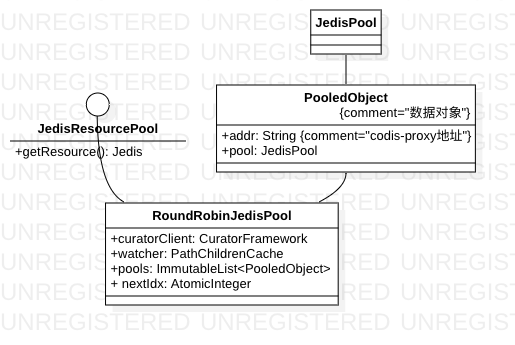 JedisPool
PooledObject
{comment="数据对象"}
+addr: String {comment="codis-proxy地址"}
+pool: JedisPool
JedisResourcePool
+getResource(): Jedis
RoundRobinJedisPool
+curatorClient: CuratorFramework
+watcher: PathChildrenCache
+pools: ImmutableList<PooledObject>
+ nextIdx: AtomicInteger
UNREGISTERED UNREGISTERED UNREGISTERED